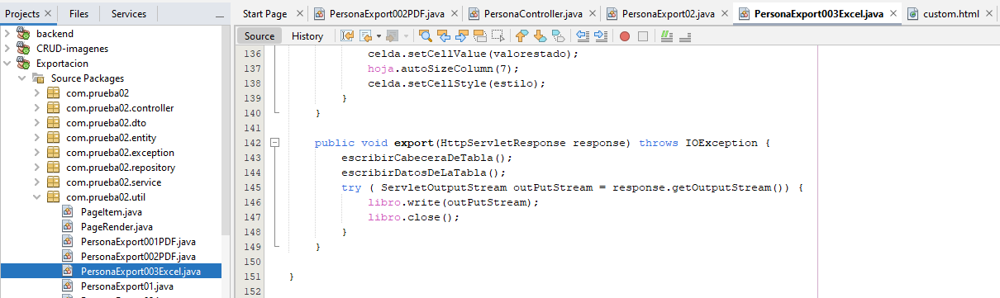 Projects × Files Services
Start Page × PersonaExport002PDF.java × PersonaController.java × PersonaExport02.java × PersonaExport003Excel.java × custom.html ×
Source History
backend
CRUD-imagenes
Exportacion
Source Packages
com.prueba02
com.prueba02.controller
com.prueba02.dto
com.prueba02.entity
com.prueba02.exception
com.prueba02.repository
com.prueba02.service
com.prueba02.util
PageItem.java
PageRender.java
PersonaExport001PDF.java
PersonaExport002PDF.java
PersonaExport003Excel.java
PersonaExport01.java
136 celda.setCellValue(valorestado);
137 hoja.autoSizeColumn(7);
138 celda.setCellStyle(estilo);
139 }
140 }
141
142 public void export(HttpServletResponse response) throws IOException {
143 escribirCabeceraDeTabla();
144 escribirDatosDeLaTabla();
145 try ( ServletOutputStream outPutStream = response.getOutputStream()) {
146 libro.write(outPutStream);
147 libro.close();
148 }
149 }
150
151 }
152